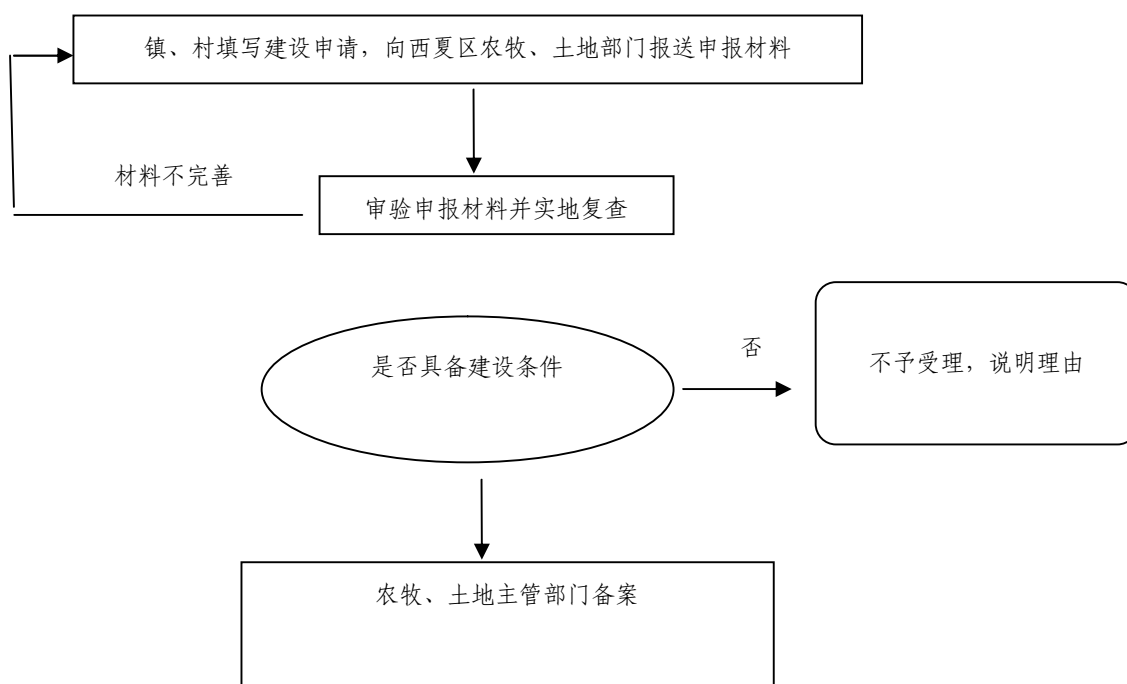 镇、村填写建设申请，向西夏区农牧、土地部门报送申报材料
材料不完善
审验申报材料并实地复查
是否具备建设条件
否
不予受理，说明理由
农牧、土地主管部门备案